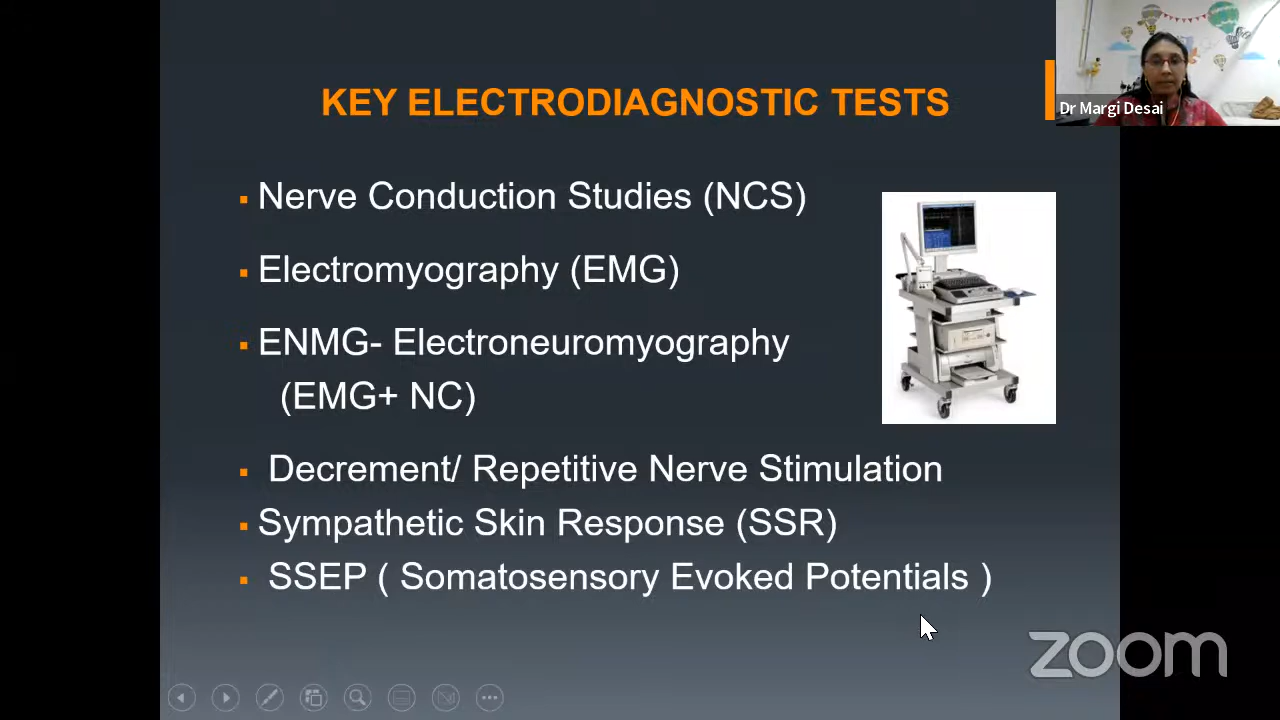 KEY ELECTRODIAGNOSTIC TESTS
Dr Margi Desai
▪ Nerve Conduction Studies (NCS)
▪ Electromyography (EMG)
▪ ENMG- Electroneuromyography
(EMG+ NC)
▪ Decrement/ Repetitive Nerve Stimulation
▪ Sympathetic Skin Response (SSR)
▪ SSEP ( Somatosensory Evoked Potentials )
zoom